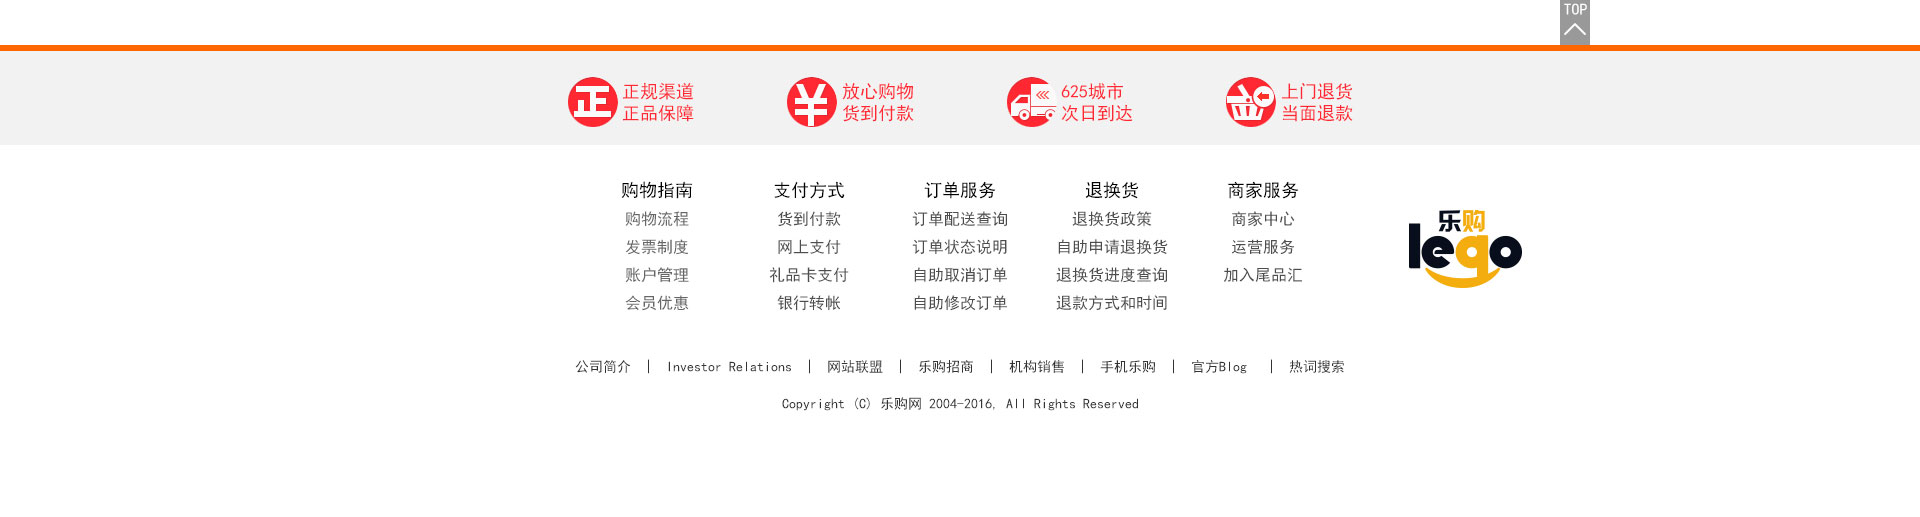 TOP
正
正规渠道
正品保障
¥
放心购物
货到付款
625城市
次日到达
上门退货
当面退款
购物指南 支付方式 订单服务 退换货 商家服务
购物流程 货到付款 订单配送查询 退换货政策 商家中心
发票制度 网上支付 订单状态说明 自助申请退换货 运营服务
账户管理 礼品卡支付 自助取消订单 退换货进度查询 加入尾品汇
会员优惠 银行转帐 自助修改订单 退款方式和时间
乐购
lego
公司简介 | Investor Relations | 网站联盟 | 乐购招商 | 机构销售 | 手机乐购 | 官方Blog | 热词搜索
Copyright (C) 乐购网 2004-2016, All Rights Reserved